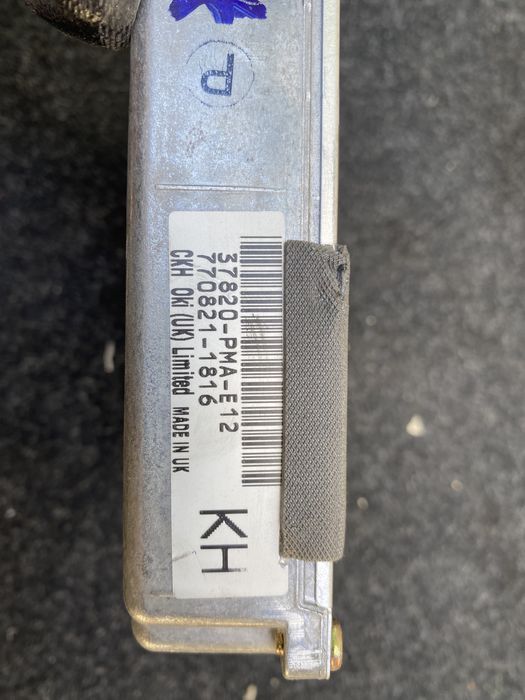 P
37820-PMA-E12
770821-1816
CKH Oki (UK) Limited MADE IN UK
KH